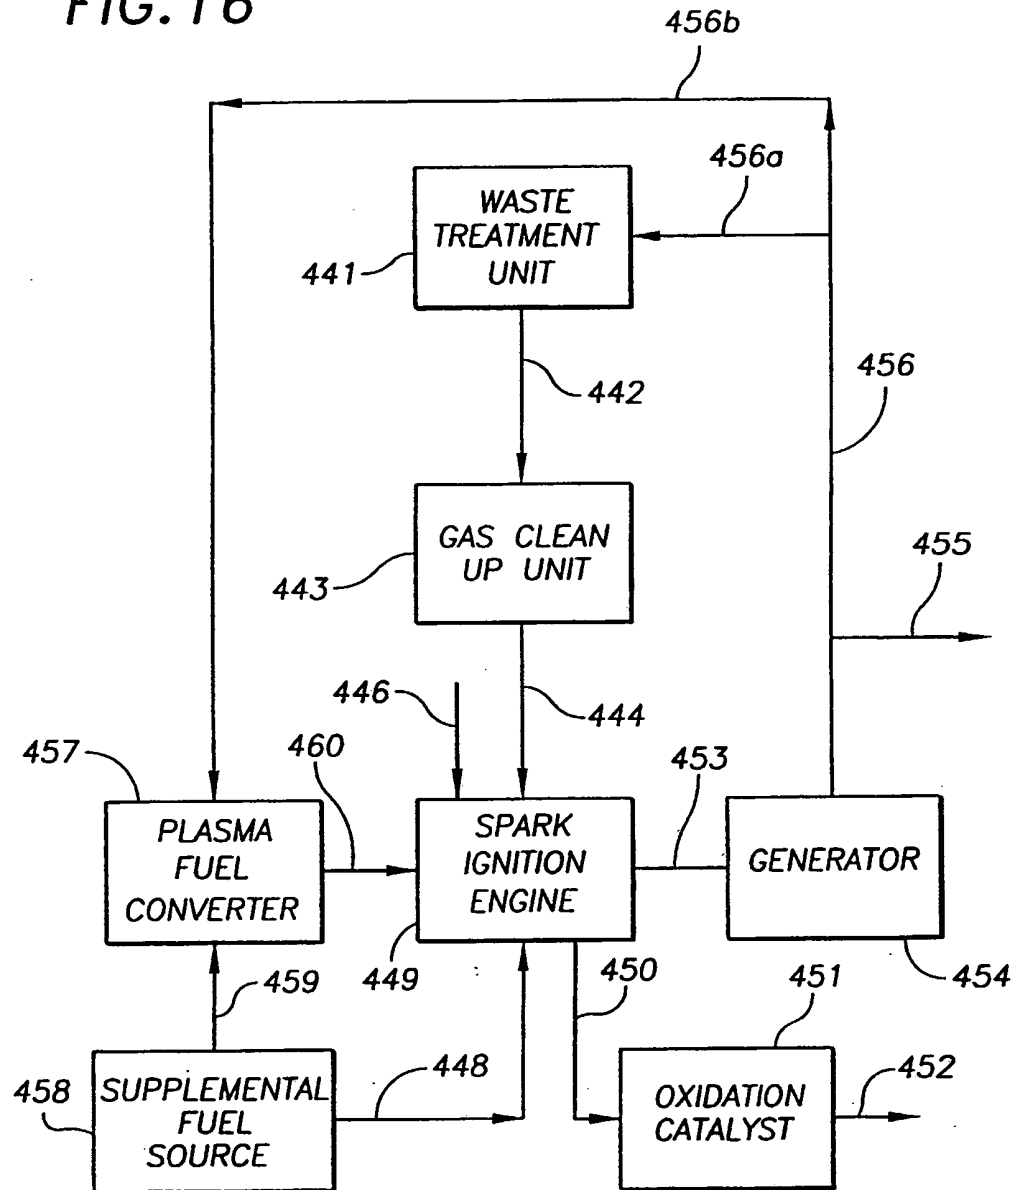 FIG. 16
456b
456a
WASTE
TREATMENT
UNIT
441
442
456
GAS CLEAN
UP UNIT
443
455
446
444
457
460
453
PLASMA
FUEL
CONVERTER
SPARK
IGNITION
ENGINE
GENERATOR
459
449
450
451
454
458
SUPPLEMENTAL
FUEL
SOURCE
448
OXIDATION
CATALYST
452